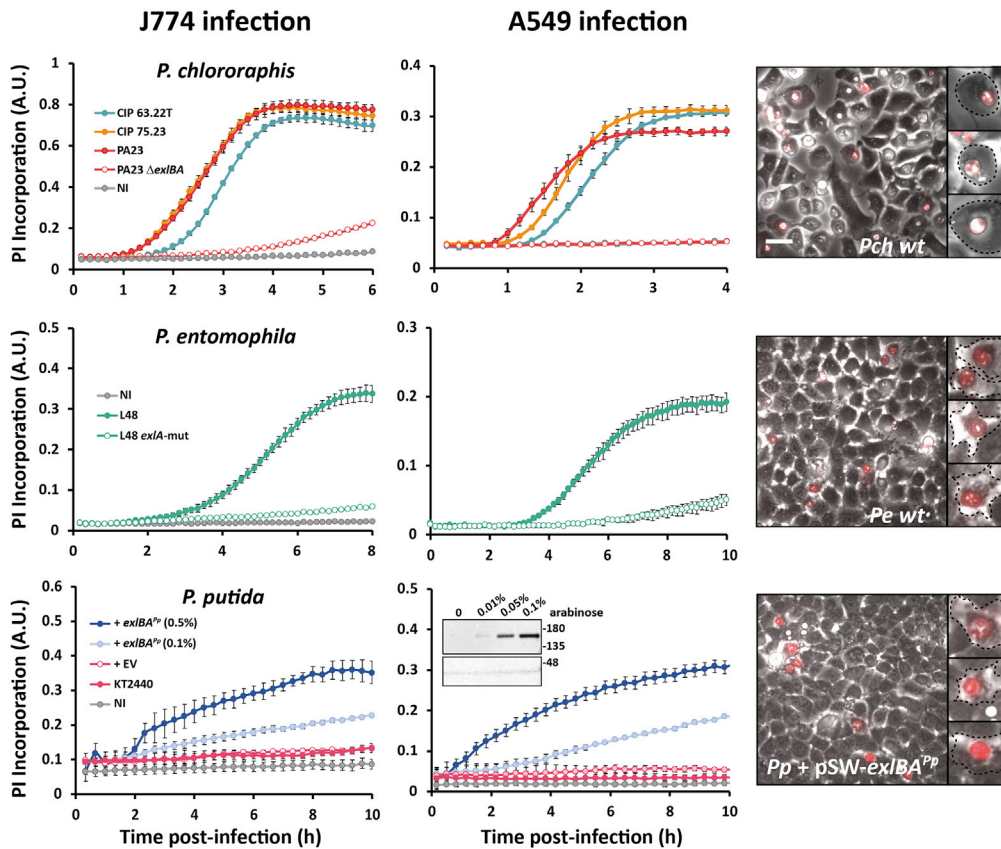 J774 infection
A549 infection
P. chlororaphis
PI Incorporation (A.U.)
1
0.8
0.6
0.4
0.2
0
CIP 63.22T
CIP 75.23
PA23
PA23 ΔexlBA
NI
0 1 2 3 4 5 6
0.4
0.3
0.2
0.1
0
0 1 2 3 4
Pch wt
P. entomophila
PI Incorporation (A.U.)
0.5
0.4
0.3
0.2
0.1
0
NI
L48
L48 exlA-mut
0 2 4 6 8
0.3
0.2
0.1
0
0 2 4 6 8 10
Pe wt·
P. putida
PI Incorporation (A.U.)
0.6
0.5
0.4
0.3
0.2
0.1
0
+ exlBAPp (0.5%)
+ exlBAPp (0.1%)
+ EV
KT2440
NI
0 2 4 6 8 10
Time post-infection (h)
0.5
0.4
0.3
0.2
0.1
0
0 0.01% 0.05% 0.1% arabinose
-180
-135
-48
0 2 4 6 8 10
Time post-infection (h)
Pp + pSW-exlBAPp